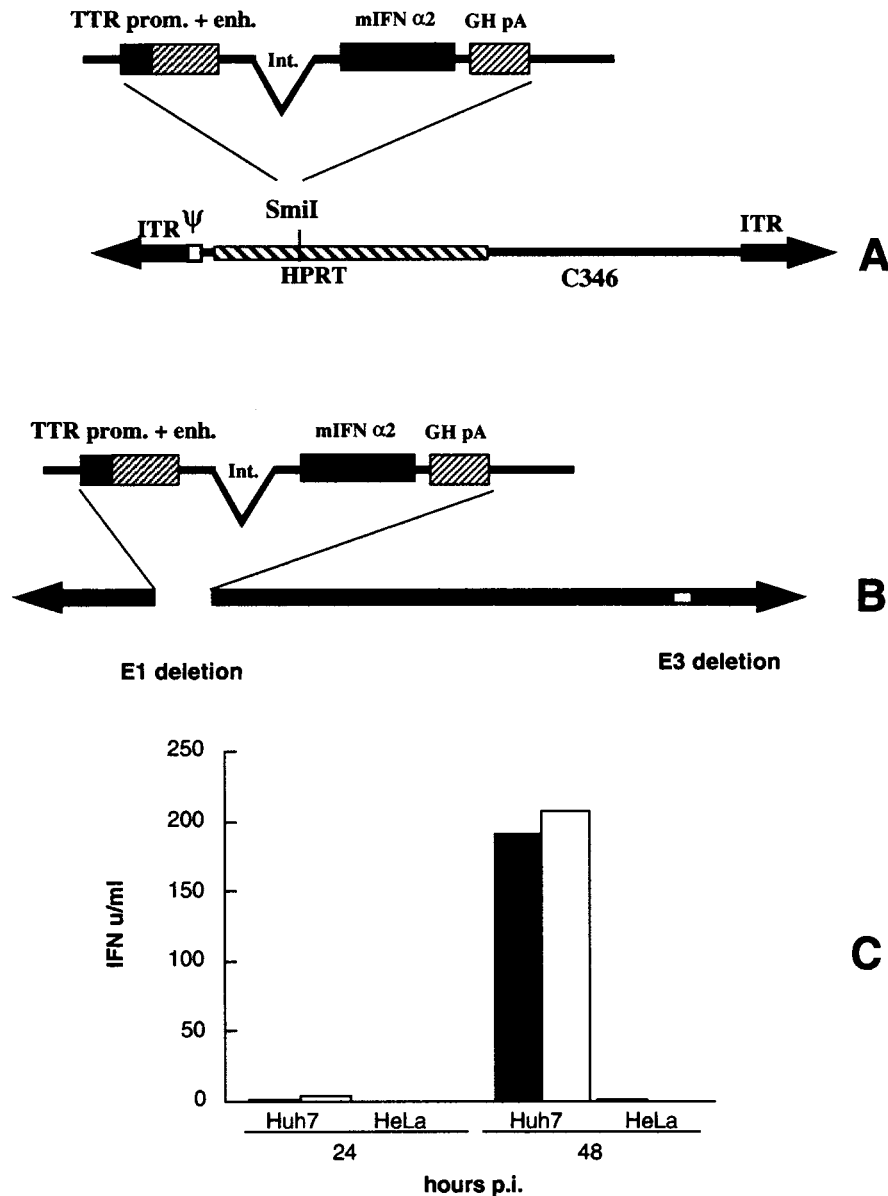 TTR prom. + enh. Int. mIFN α2 GH pA
SmiI
ITR Ψ ITR
HPRT C346
A
TTR prom. + enh. Int. mIFN α2 GH pA
B
E1 deletion E3 deletion
250
200
150
100
50
0
IFN u/ml
C
Huh7 HeLa Huh7 HeLa
24 48
hours p.i.